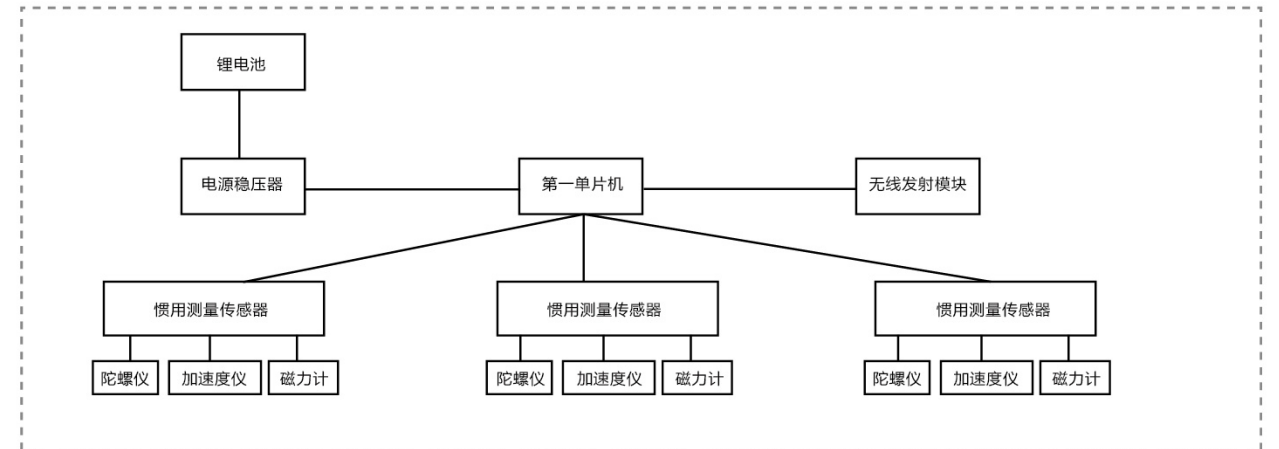 锂电池
电源稳压器
第一单片机
无线发射模块
惯用测量传感器
惯用测量传感器
惯用测量传感器
陀螺仪
加速度仪
磁力计
陀螺仪
加速度仪
磁力计
陀螺仪
加速度仪
磁力计